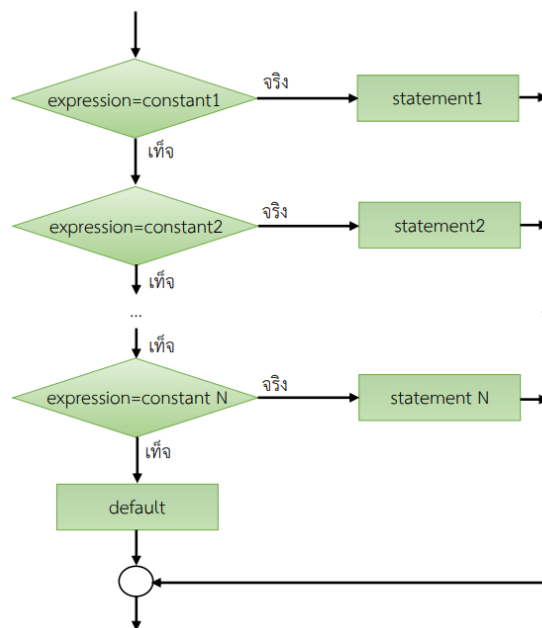 จริง
expression=constant1
statement1
เท็จ
จริง
expression=constant2
statement2
เท็จ
...
เท็จ
จริง
expression=constant N
statement N
เท็จ
default